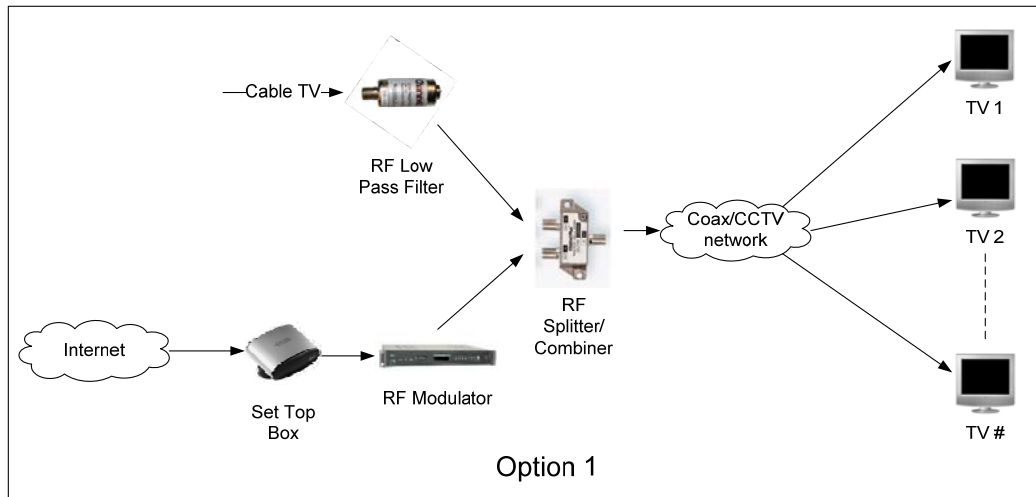 Cable TV
RF Low
Pass Filter
Internet
Set Top
Box
RF Modulator
RF
Splitter/
Combiner
Coax/CCTV
network
TV 1
TV 2
TV #
Option 1